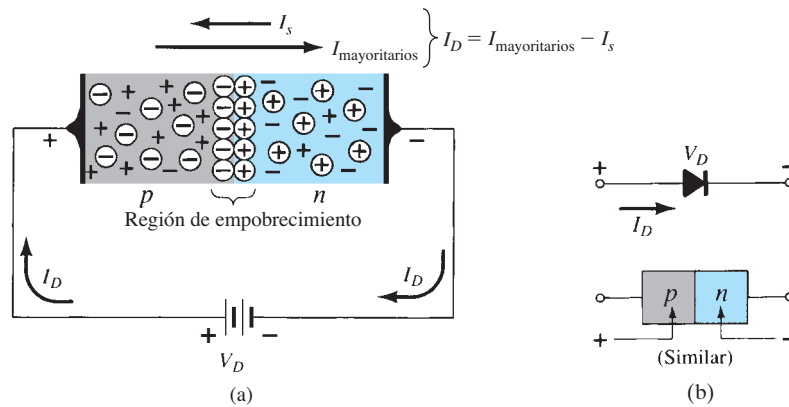 I_s
I_mayoritarios } I_D = I_mayoritarios − I_s
+ −
p n
Región de empobrecimiento
I_D I_D
+ −
V_D
(a)
+ V_D −
I_D
p n
+ −
(Similar)
(b)